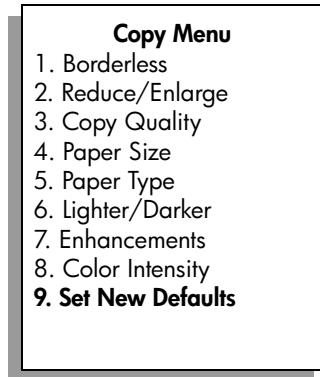 Copy Menu
1. Borderless
2. Reduce/Enlarge
3. Copy Quality
4. Paper Size
5. Paper Type
6. Lighter/Darker
7. Enhancements
8. Color Intensity
9. Set New Defaults